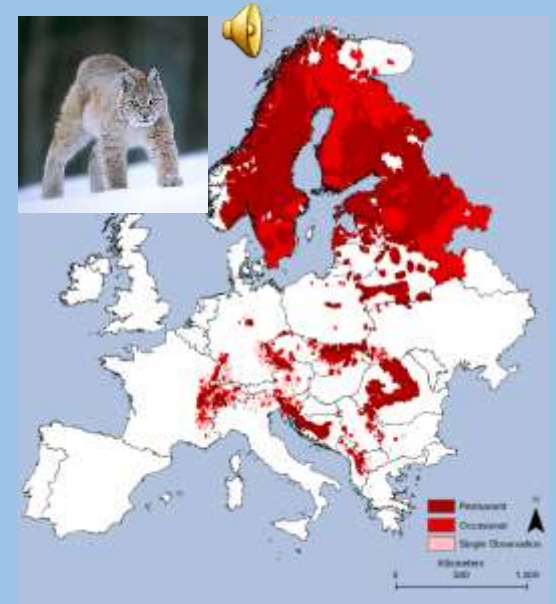 N
Permanent
Occasional
Single Observation
Kilometers
0 500 1,000